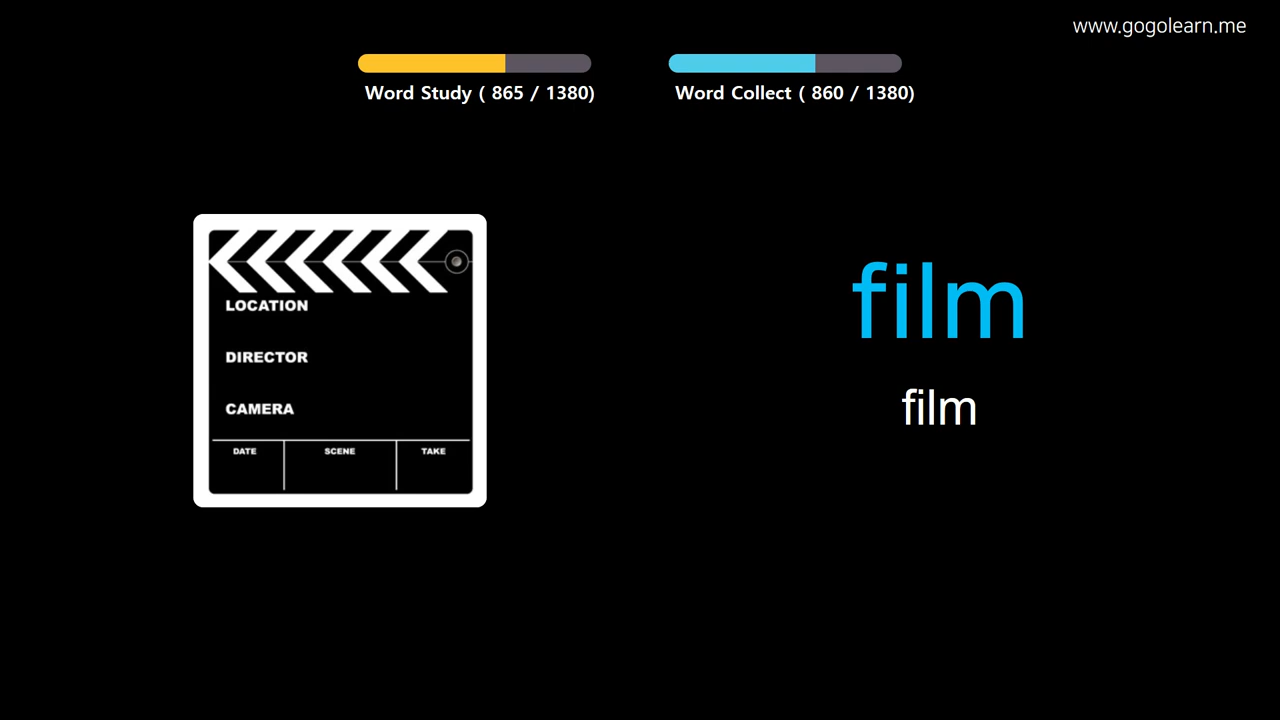 www.gogolearn.me
Word Study ( 865 / 1380)
Word Collect ( 860 / 1380)
LOCATION
DIRECTOR
CAMERA
DATE
SCENE
TAKE
film
film